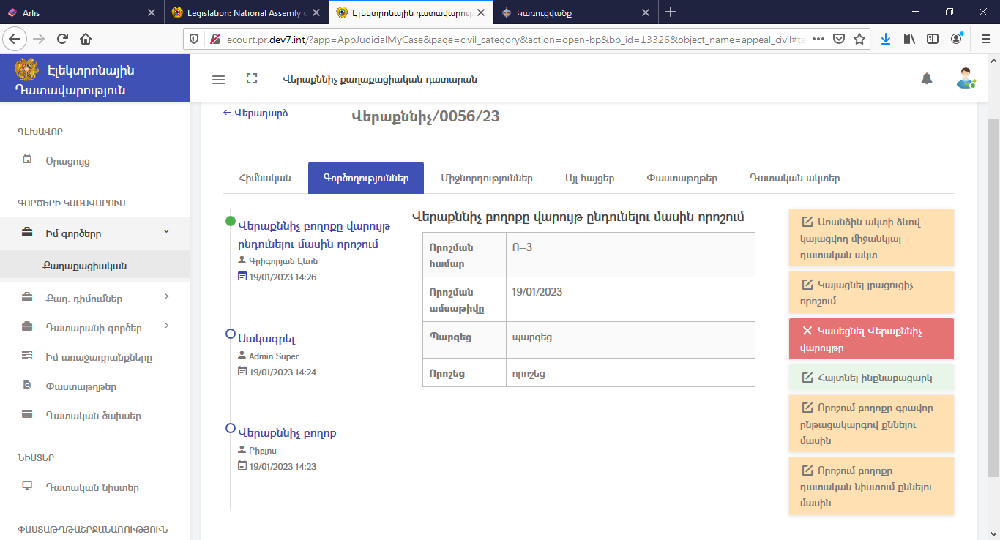 Arlis
Legislation: National Assemly o
Էլեկտրոնային դատավարությ
Կառուցվածք
ecourt.pr.dev7.int/?app=AppJudicialMyCase&page=civil_category&action=open-bp&bp_id=13326&object_name=appeal_civil#ta
Էլեկտրոնային
Դատավարություն
Վերաքննիչ քաղաքացիական դատարան
ԳԼԽԱՎՈՐ
Օրացույց
ԳՈՐԾԵՐԻ ԿԱՌԱՎԱՐՈՒՄ
Իմ գործերը
Քաղաքացիական
Քաղ. դիմումներ
Դատարանի գործեր
Իմ առաջադրանքները
Փաստաթղթեր
Դատական ծախսեր
ՆԻՍՏԵՐ
Դատական նիստեր
ՓԱՍՏԱԹՂԹԱՇՐՋԱՆԱՌՈՒԹՅՈՒՆ
← Վերադարձ
Վերաքննիչ/0056/23
Հիմնական
Գործողություններ
Միջնորդություններ
Այլ հայցեր
Փաստաթղթեր
Դատական ակտեր
Վերաքննիչ բողոքը վարույթ
ընդունելու մասին որոշում
Գրիգորյան Լևոն
19/01/2023 14:26
Մակագրել
Admin Super
19/01/2023 14:24
Վերաքննիչ բողոք
Բիբլոս
19/01/2023 14:23
Վերաքննիչ բողոքը վարույթ ընդունելու մասին որոշում
Որոշման
համար
Ո--3
Որոշման
ամսաթիվը
19/01/2023
Պարզեց
պարզեց
Որոշեց
որոշեց
Առանձին ակտի ձևով
կայացվող միջանկյալ
դատական ակտ
Կայացնել լրացուցիչ
որոշում
Կասեցնել Վերաքննիչ
վարույթը
Հայտնել ինքնաբացարկ
Որոշում բողոքը գրավոր
ընթացակարգով քննելու
մասին
Որոշում բողոքը
դատական նիստում քննելու
մասին